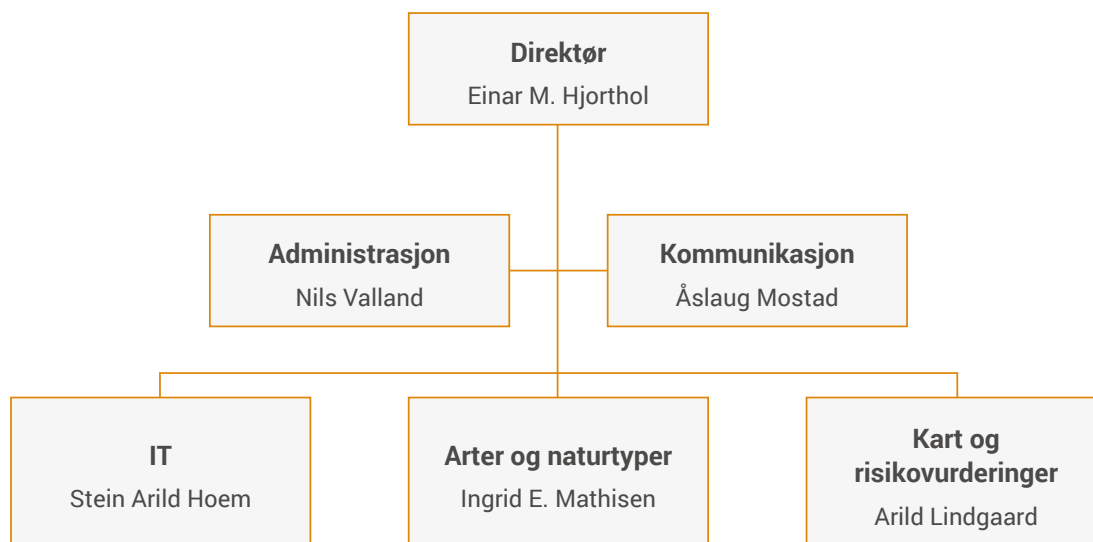 Direktør
Einar M. Hjorthol
Administrasjon
Nils Valland
Kommunikasjon
Åslaug Mostad
IT
Stein Arild Hoem
Arter og naturtyper
Ingrid E. Mathisen
Kart og
risikovurderinger
Arild Lindgaard